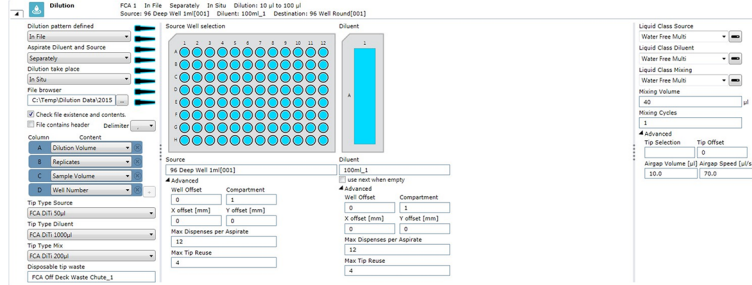 Dilution
FCA 1 In File Separately In Situ Dilution: 10 µl to 100 µl
Source: 96 Deep Well 1ml[001] Diluent: 100ml_1 Destination: 96 Well Round[001]
Dilution pattern defined
In File
Aspirate Diluent and Source
Separately
Dilution take place
In Situ
File browser
C:\Temp\Dilution Data\2015 ...
Check file existence and contents.
File contains header Delimiter ,
Column Content
A Dilution Volume
B Replicates
C Sample Volume
D Well Number ...
Tip Type Source
FCA DiTi 50µl
Tip Type Diluent
FCA DiTi 1000µl
Tip Type Mix
FCA DiTi 200µl
Disposable tip waste
FCA Off Deck Waste Chute_1
Source Well selection
1 2 3 4 5 6 7 8 9 10 11 12
A
B
C
D
E
F
G
H
Source
96 Deep Well 1ml[001]
Advanced
Well Offset Compartment
0 1
X offset [mm] Y offset [mm]
0 0
Max Dispenses per Aspirate
12
Max Tip Reuse
4
Diluent
1
A
Diluent
100ml_1
use next when empty
Advanced
Well Offset Compartment
0 1
X offset [mm] Y offset [mm]
0 0
Max Dispenses per Aspirate
12
Max Tip Reuse
4
Liquid Class Source
Water Free Multi
Liquid Class Diluent
Water Free Multi
Liquid Class Mixing
Water Free Multi
Mixing Volume
40 µl
Mixing Cycles
1
Advanced
Tip Selection Tip Offset
0
Airgap Volume [µl] Airgap Speed [µl/s
10.0 70.0